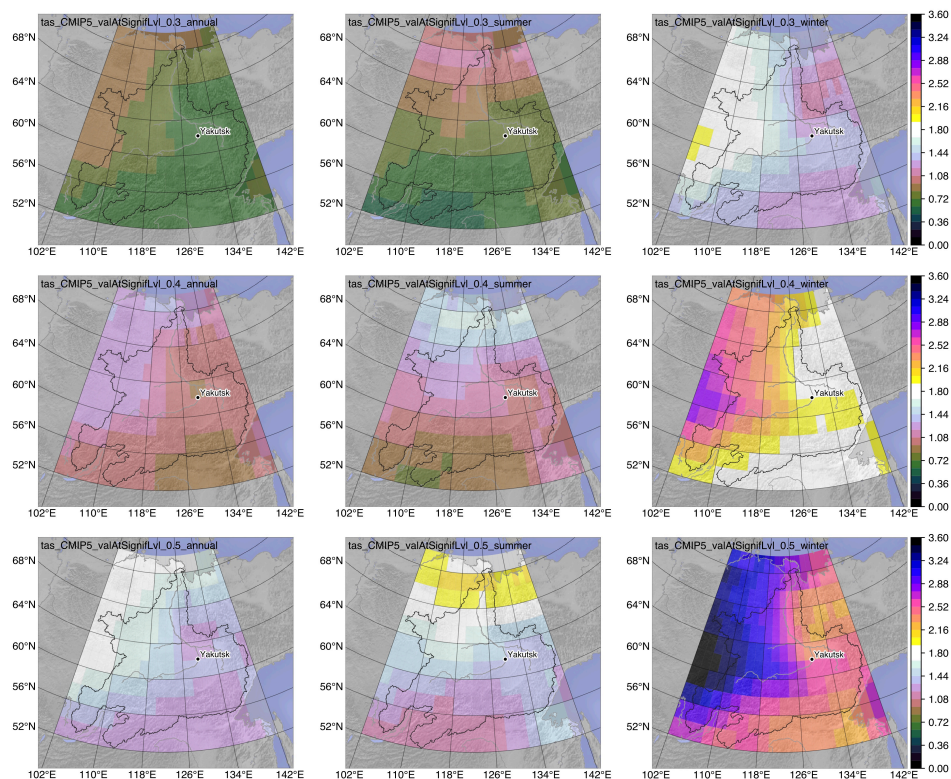 tas_CMIP5_valAtSignifLvl_0.3_annual
68°N
64°N
60°N
56°N
52°N
Yakutsk
102°E 110°E 118°E 126°E 134°E 142°E
tas_CMIP5_valAtSignifLvl_0.3_summer
68°N
64°N
60°N
56°N
52°N
Yakutsk
102°E 110°E 118°E 126°E 134°E 142°E
tas_CMIP5_valAtSignifLvl_0.3_winter
68°N
64°N
60°N
56°N
52°N
Yakutsk
102°E 110°E 118°E 126°E 134°E 142°E
3.60
3.24
2.88
2.52
2.16
1.80
1.44
1.08
0.72
0.36
0.00
tas_CMIP5_valAtSignifLvl_0.4_annual
68°N
64°N
60°N
56°N
52°N
Yakutsk
102°E 110°E 118°E 126°E 134°E 142°E
tas_CMIP5_valAtSignifLvl_0.4_summer
68°N
64°N
60°N
56°N
52°N
Yakutsk
102°E 110°E 118°E 126°E 134°E 142°E
tas_CMIP5_valAtSignifLvl_0.4_winter
68°N
64°N
60°N
56°N
52°N
Yakutsk
102°E 110°E 118°E 126°E 134°E 142°E
3.60
3.24
2.88
2.52
2.16
1.80
1.44
1.08
0.72
0.36
0.00
tas_CMIP5_valAtSignifLvl_0.5_annual
68°N
64°N
60°N
56°N
52°N
Yakutsk
102°E 110°E 118°E 126°E 134°E 142°E
tas_CMIP5_valAtSignifLvl_0.5_summer
68°N
64°N
60°N
56°N
52°N
Yakutsk
102°E 110°E 118°E 126°E 134°E 142°E
tas_CMIP5_valAtSignifLvl_0.5_winter
68°N
64°N
60°N
56°N
52°N
Yakutsk
102°E 110°E 118°E 126°E 134°E 142°E
3.60
3.24
2.88
2.52
2.16
1.80
1.44
1.08
0.72
0.36
0.00